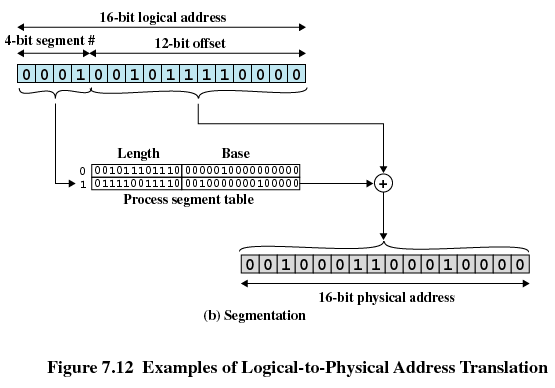 16-bit logical address
4-bit segment # 12-bit offset
0 0 0 1 0 0 1 0 1 1 1 1 0 0 0 0
Length Base
0 001011101110 0000010000000000
1 011110011110 0010000000100000
Process segment table
+
0 0 1 0 0 0 1 1 0 0 0 1 0 0 0 0
16-bit physical address
(b) Segmentation
Figure 7.12 Examples of Logical-to-Physical Address Translation